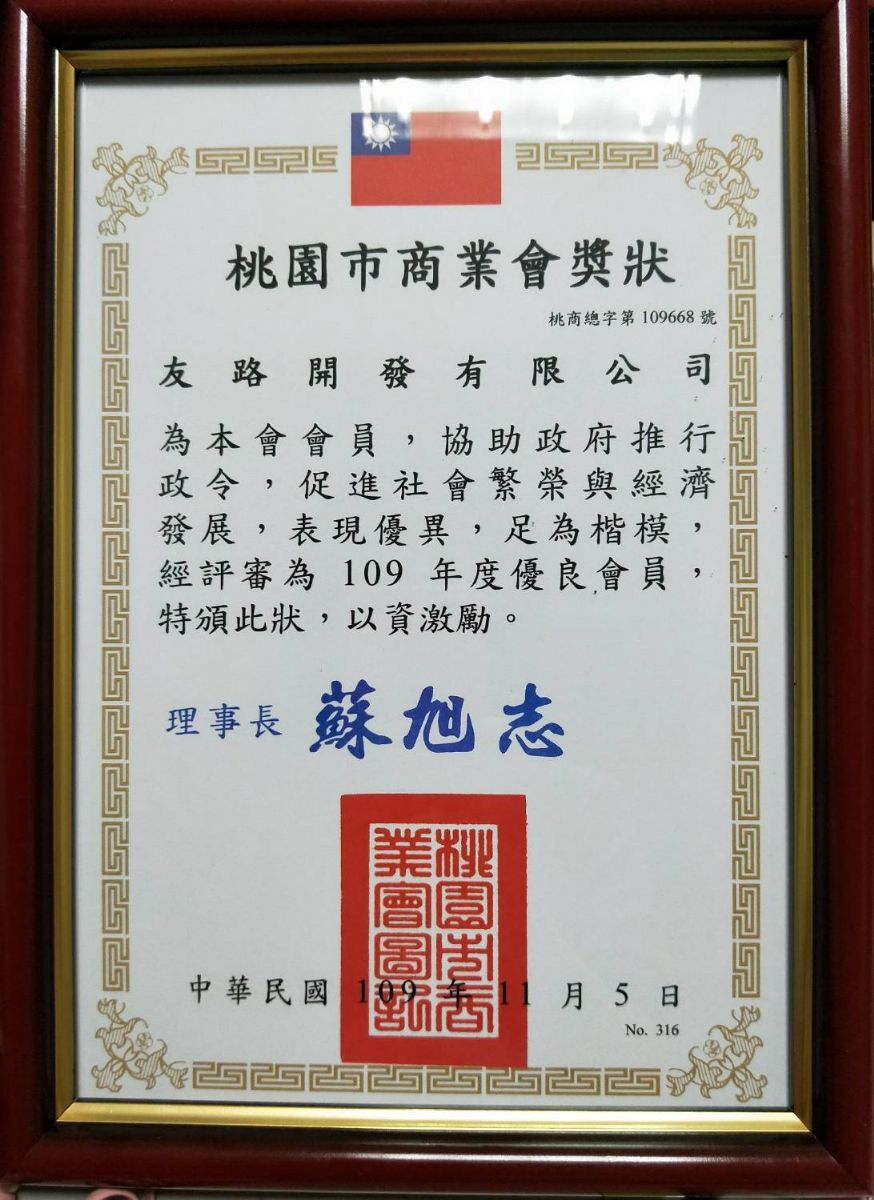 桃園市商業會獎狀
桃商總字第 109668 號
友路開發有限公司
為本會會員，協助政府推行
政令，促進社會繁榮與經濟
發展，表現優異，足為楷模，
經評審為 109 年度優良會員，
特頒此狀，以資激勵。
理事長 蘇旭志
桃園市商
業會圖記
中華民國 109 年 11 月 5 日
No. 316